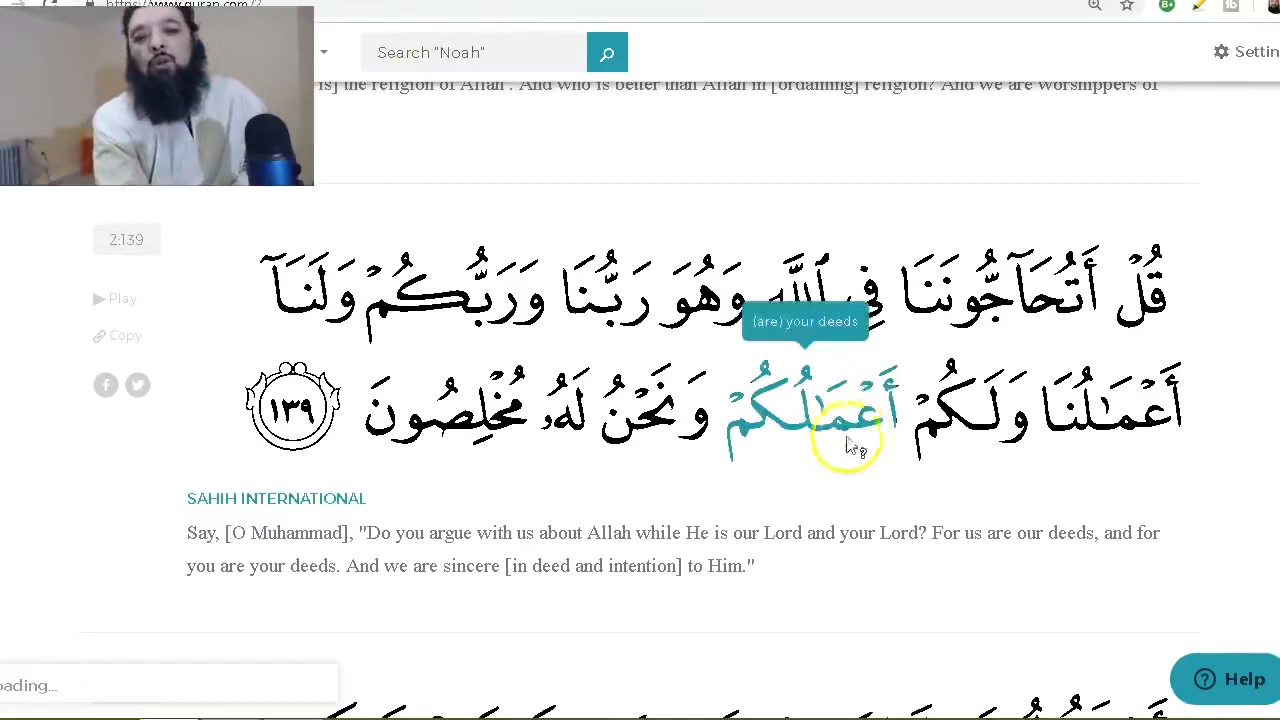 https://www.quran.com/2
Search "Noah"
Settin
is] the religion of Allah . And who is better than Allah in [ordaining] religion? And we are worshippers of
2:139
قُلْ أَتُحَآجُّونَنَا فِى ٱللَّهِ وَهُوَ رَبُّنَا وَرَبُّكُمْ وَلَنَآ
(are) your deeds
Play
Copy
أَعْمَـٰلُنَا وَلَكُمْ أَعْمَـٰلُكُمْ وَنَحْنُ لَهُۥ مُخْلِصُونَ ١٣٩
SAHIH INTERNATIONAL
Say, [O Muhammad], "Do you argue with us about Allah while He is our Lord and your Lord? For us are our deeds, and for
you are your deeds. And we are sincere [in deed and intention] to Him."
oading...
Help